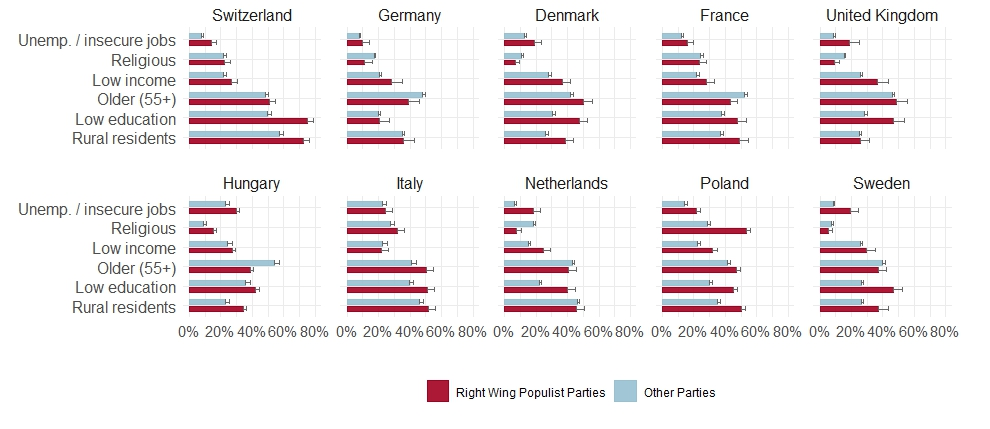 Switzerland Germany Denmark France United Kingdom
Unemp. / insecure jobs
Religious
Low income
Older (55+)
Low education
Rural residents
Hungary Italy Netherlands Poland Sweden
Unemp. / insecure jobs
Religious
Low income
Older (55+)
Low education
Rural residents
0% 20% 40% 60% 80% 0% 20% 40% 60% 80% 0% 20% 40% 60% 80% 0% 20% 40% 60% 80% 0% 20% 40% 60% 80%
Right Wing Populist Parties Other Parties